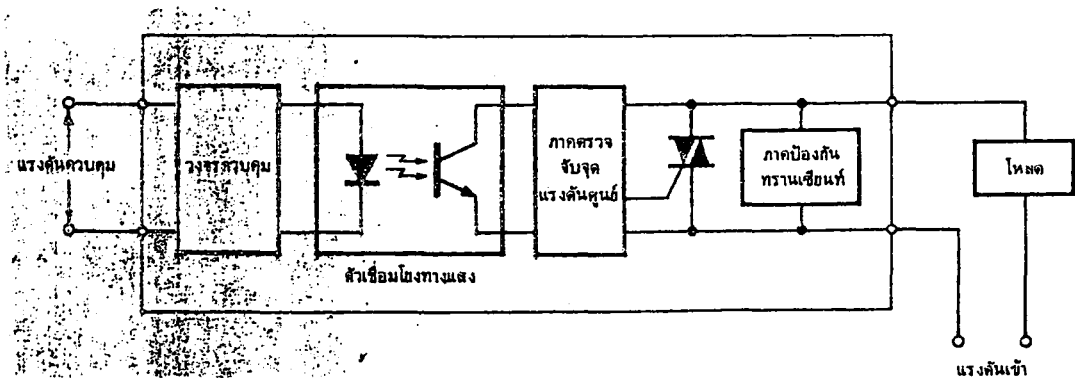 แรงดันควบคุม
วงจรควบคุม
ตัวเชื่อมโยงทางแสง
ภาคตรวจ
จับจุด
แรงดันศูนย์
ภาคป้องกัน
ทรานเซียนท์
โหลด
แรงดันเข้า